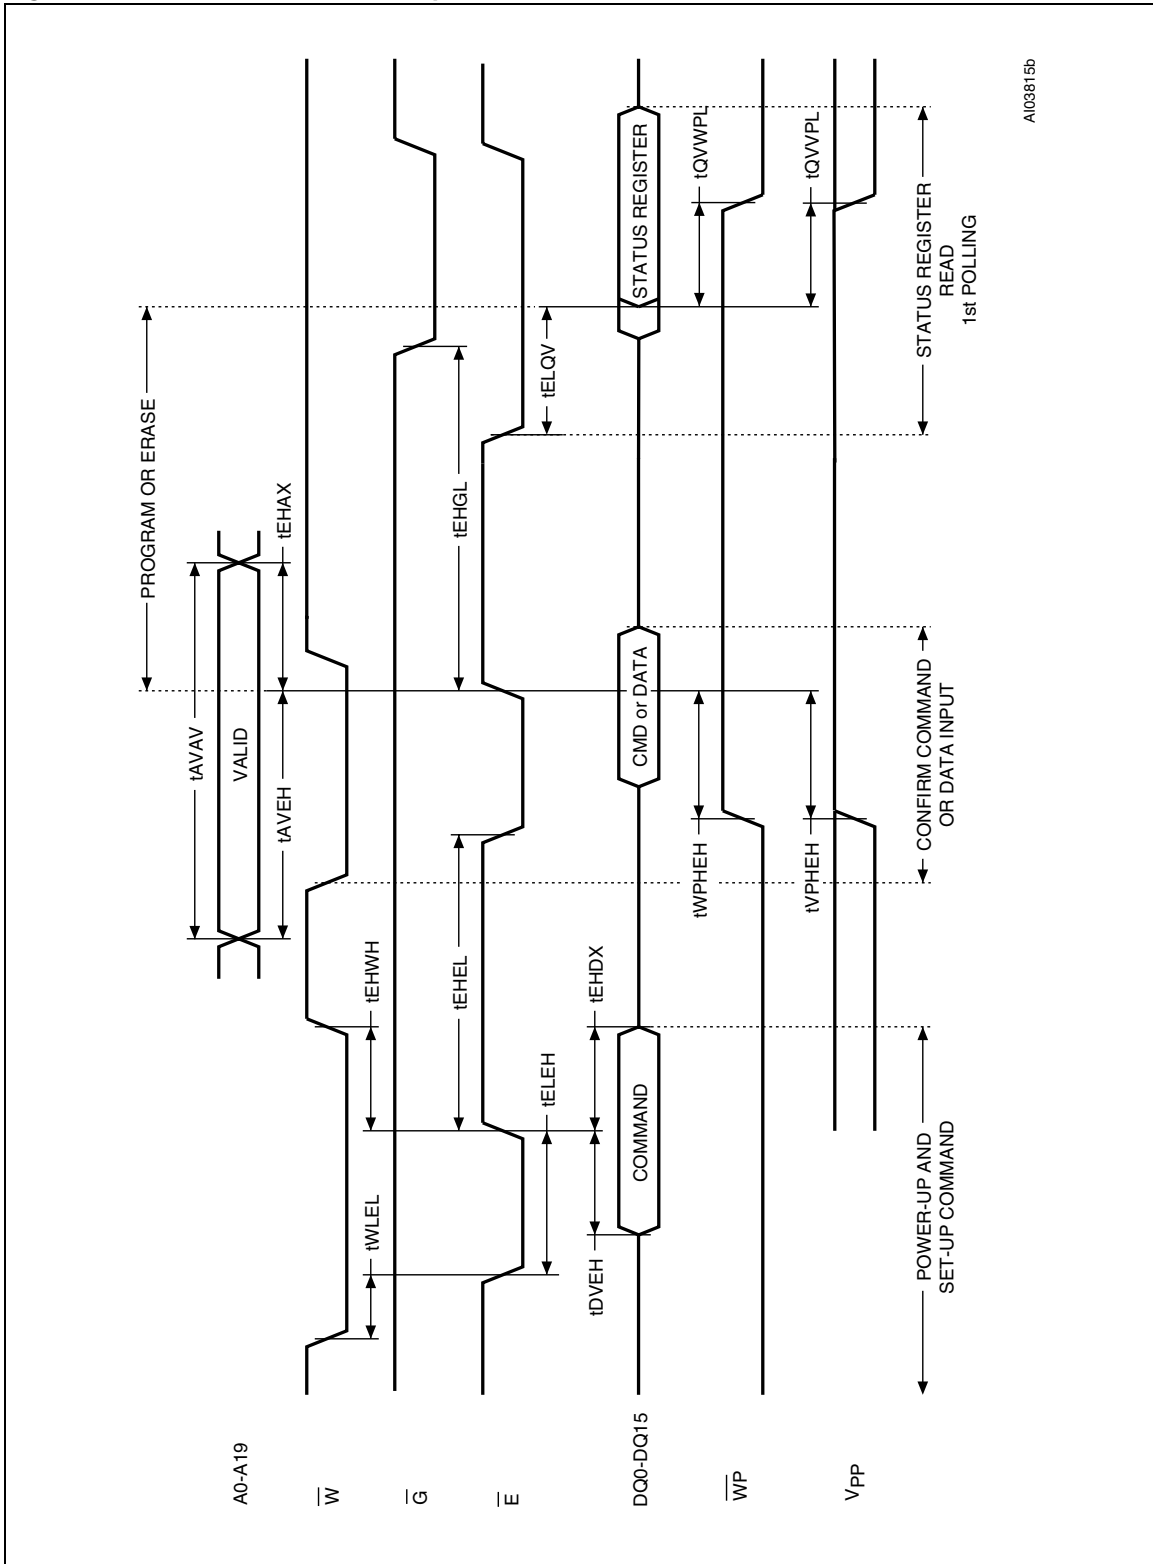 PROGRAM OR ERASE
tAVAV
A0-A19
VALID
tAVEH
tEHAX
W
tWLEL
tEHWH
G
tEHEL
tEHGL
E
tELEH
tELQV
tDVEH
tEHDX
DQ0-DQ15
COMMAND
CMD or DATA
STATUS REGISTER
tWPHEH
tQVWPL
WP
tVPHEH
tQVVPL
VPP
POWER-UP AND
SET-UP COMMAND
CONFIRM COMMAND
OR DATA INPUT
STATUS REGISTER
READ
1st POLLING
AI03815b